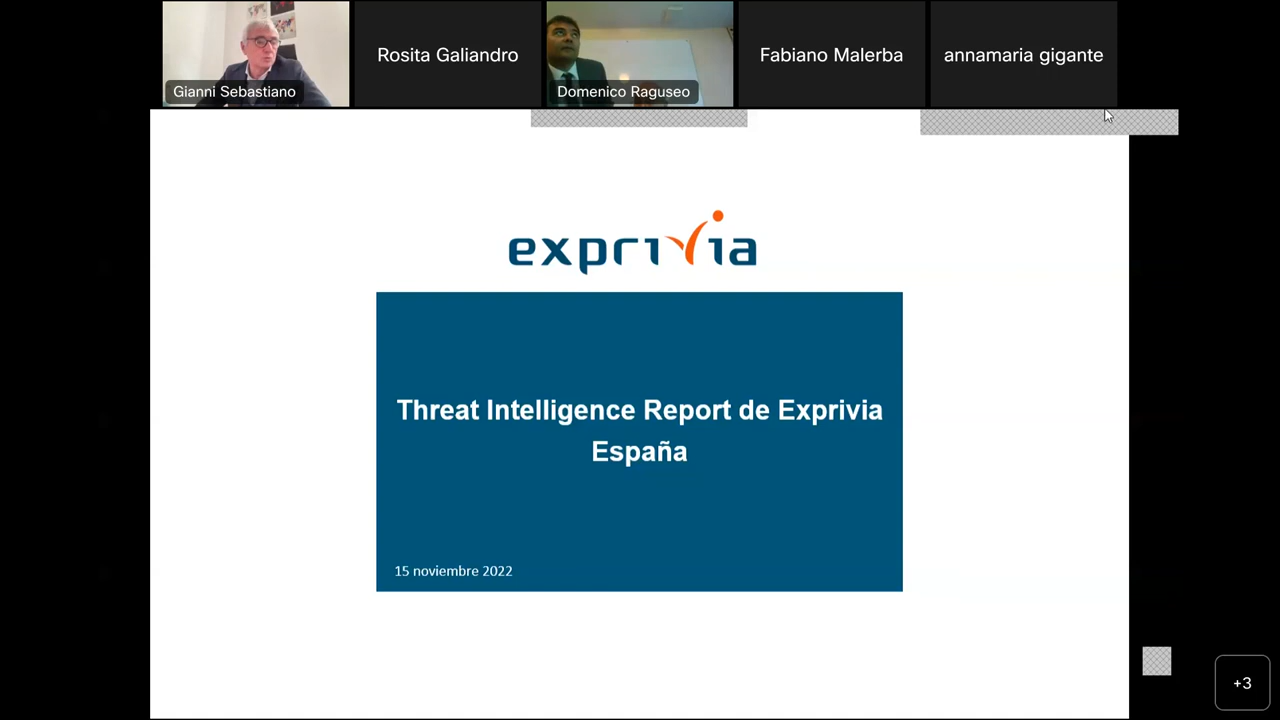 Gianni Sebastiano
Rosita Galiandro
Domenico Raguseo
Fabiano Malerba
annamaria gigante
exprivia
Threat Intelligence Report de Exprivia
España
15 noviembre 2022
+3